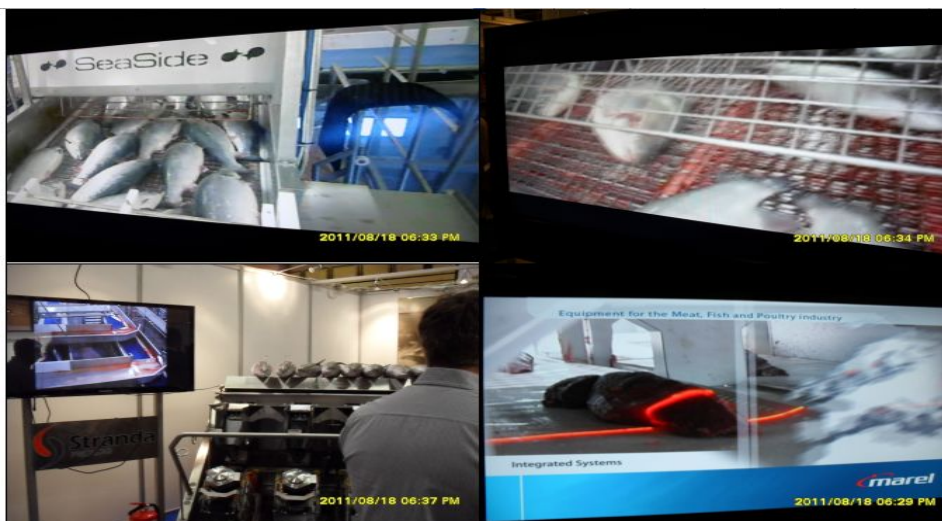 SeaSide
2011/08/18 06:33 PM
2011/08/18 06:34 PM
Stranda
2011/08/18 06:37 PM
Equipment for the Meat, Fish and Poultry industry
Integrated Systems
marel
2011/08/18 06:29 PM